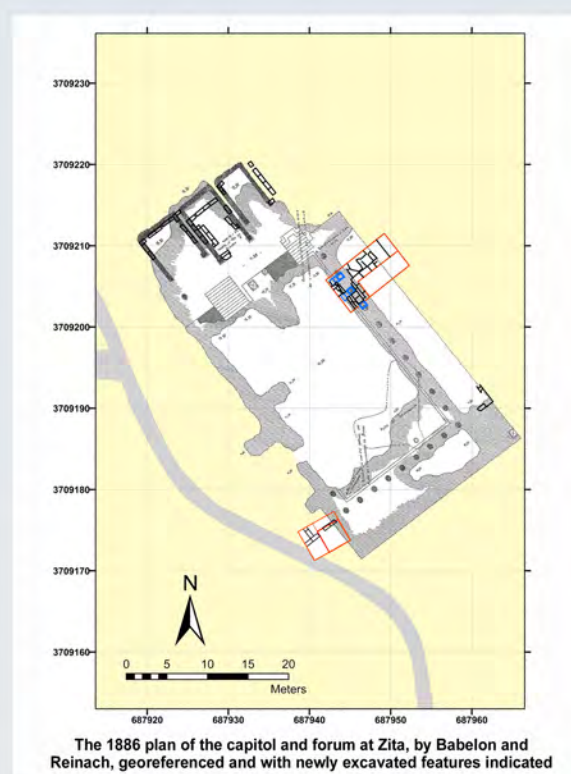 3709230
3709220
3709210
3709200
3709190
3709180
3709170
3709160
N
0 5 10 20
Meters
687920 687930 687940 687950 687960
The 1886 plan of the capitol and forum at Zita, by Babelon and
Reinach, georeferenced and with newly excavated features indicated